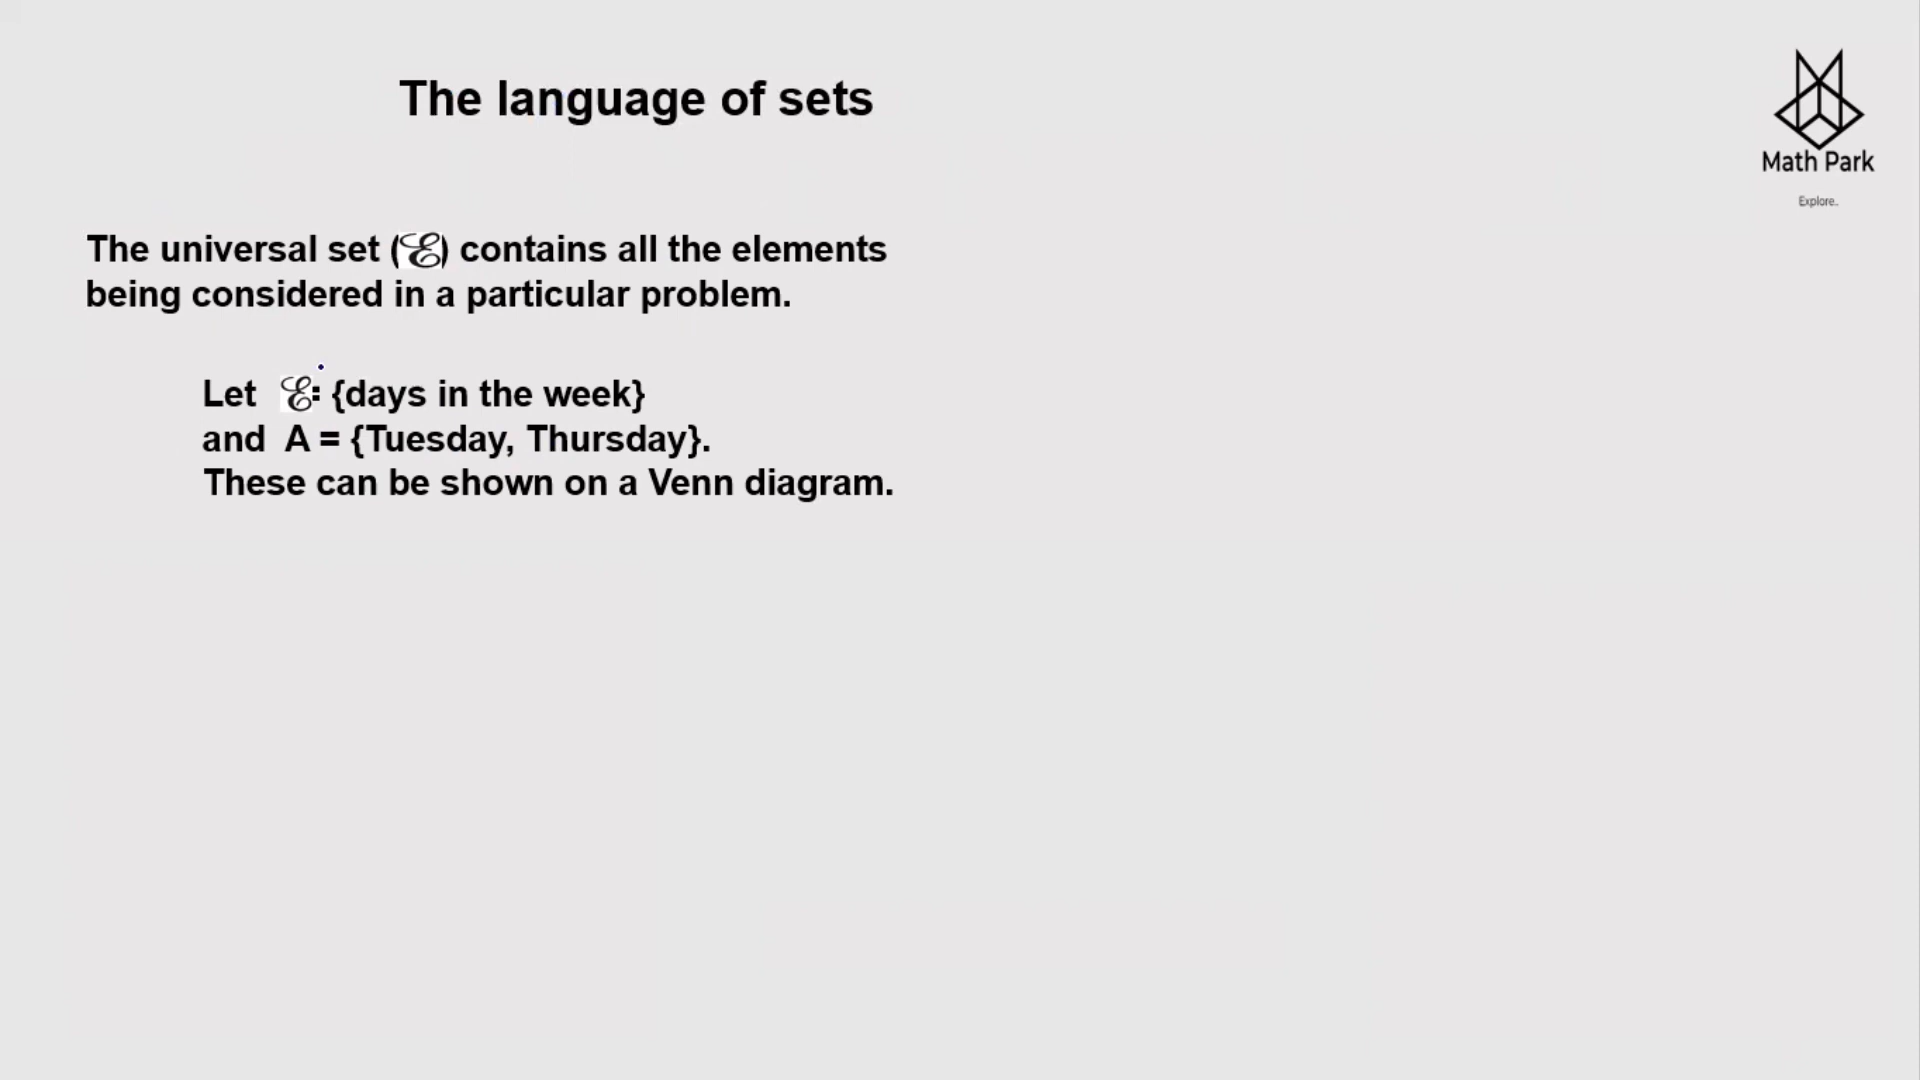 The language of sets
Math Park
Explore..
The universal set (ℰ) contains all the elements
being considered in a particular problem.
Let ℰ: {days in the week}
and A = {Tuesday, Thursday}.
These can be shown on a Venn diagram.